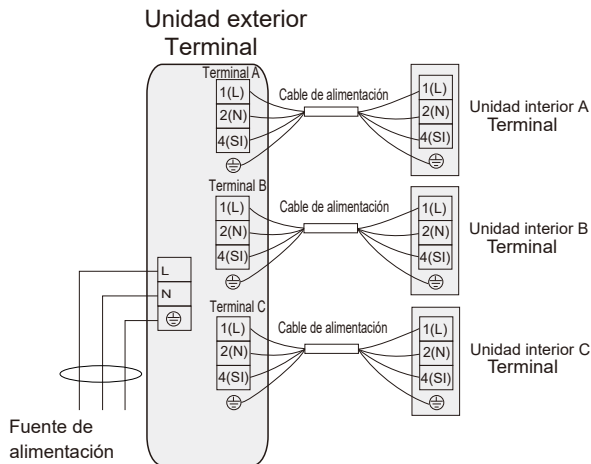 Unidad exterior
Terminal
Terminal A
1(L)
2(N)
4(SI)
Cable de alimentación
1(L)
2(N)
4(SI)
Unidad interior A
Terminal
Terminal B
1(L)
2(N)
4(SI)
Cable de alimentación
1(L)
2(N)
4(SI)
Unidad interior B
Terminal
L
N
Terminal C
1(L)
2(N)
4(SI)
Cable de alimentación
1(L)
2(N)
4(SI)
Unidad interior C
Terminal
Fuente de
alimentación